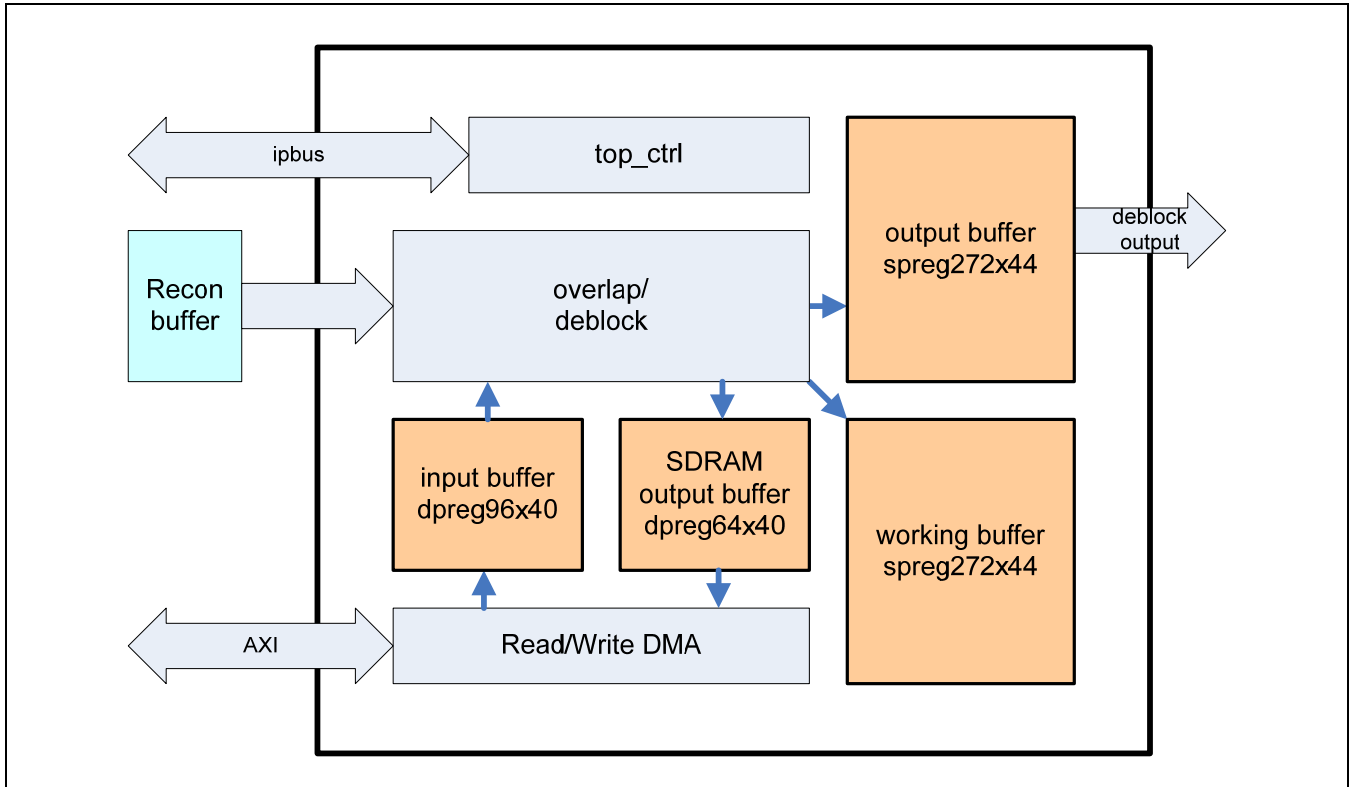 ipbus
top_ctrl
output buffer
spreg272x44
deblock
output
Recon
buffer
overlap/
deblock
input buffer
dpreg96x40
SDRAM
output buffer
dpreg64x40
working buffer
spreg272x44
AXI
Read/Write DMA